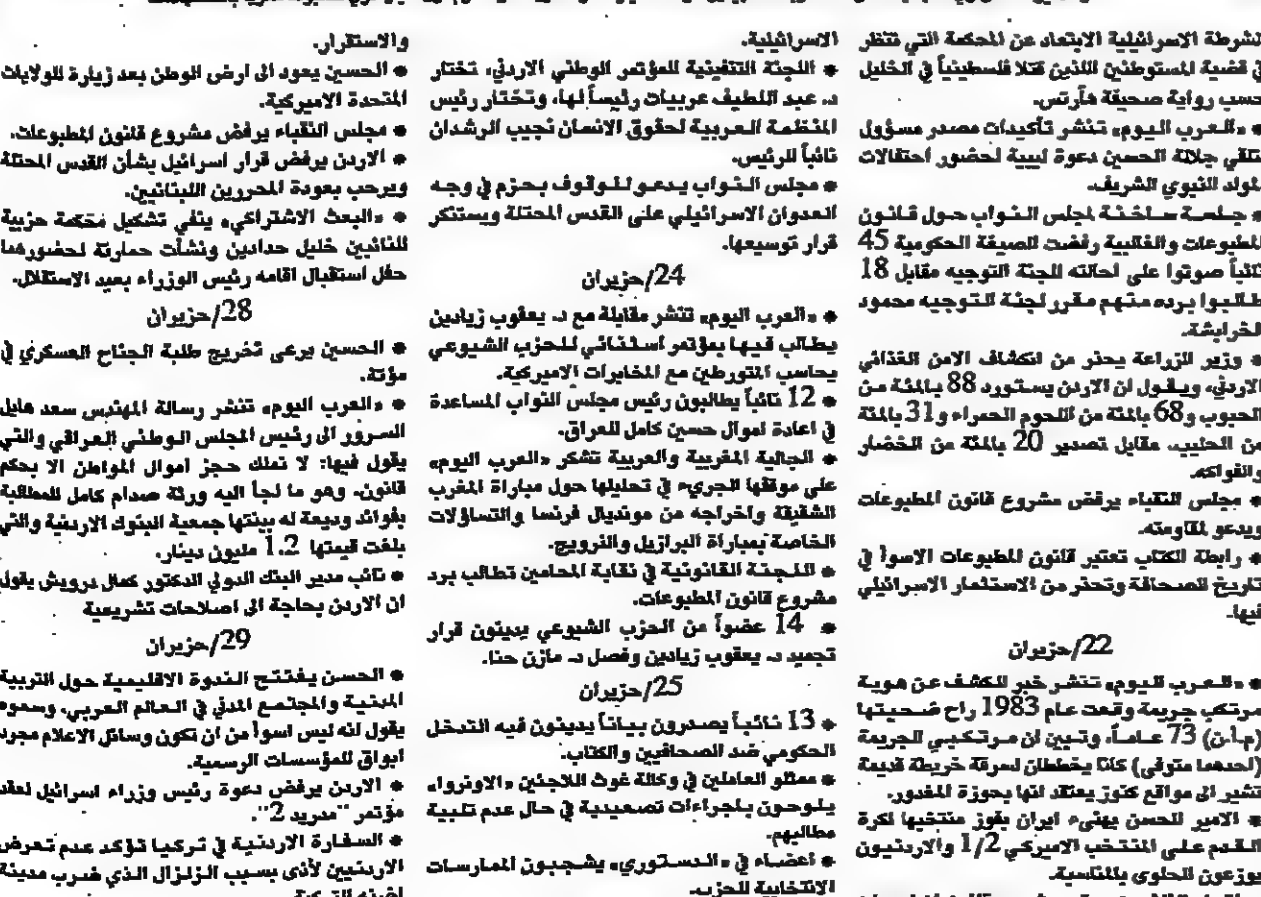 الشرطة الاسرائيلية الابتعاد عن المحكمة التي تنظر
في قضية المستوطنين اللذين قتلا فلسطينياً في الخليل
حسب رواية صحيفة هآرتس.
● «العرب اليوم» تنشر تأكيدات مصدر مسؤول
تلقي جلالة الحسين دعوة ليبية لحضور احتفالات
المولد النبوي الشريف.
● جلسة ساخنة لمجلس النواب حول قانون
المطبوعات والغالبية رفضت الصيغة الحكومية 45
نائباً صوتوا على احالته للجنة التوجيه مقابل 18
طالبوا برده منهم مقرر لجنة التوجيه محمود
الخرابشة.
● وزير الزراعة يحذر من انكشاف الامن الغذائي
الاردني، ويقول ان الاردن يستورد 88 بالمئة من
الحبوب و68 بالمئة من اللحوم الحمراء و31 بالمئة
من الحليب، مقابل تصدير 20 بالمئة من الخضار
والفواكه.
● مجلس النقباء يرفض مشروع قانون المطبوعات
ويدعو لمقاومته.
● رابطة الكتاب تعتبر قانون المطبوعات الاسوأ في
تاريخ الصحافة وتحذر من الاستثمار الاسرائيلي
فيها.
22/حزيران
● «العرب اليوم» تنشر خبر الكشف عن هوية
مرتكب جريمة وقعت عام 1983 راح ضحيتها
(م.أ.ن) 73 عاماً، وتبين ان مرتكبي الجريمة
(احدهما متوفى) كانا يخططان لسرقة خريطة قديمة
تشير الى مواقع كنوز يعتقد انها بحوزة المغدور.
● الامير الحسن يهنىء ايران بفوز منتخبها لكرة
القدم على المنتخب الاميركي 1/2 والاردنيون
يوزعون الحلوى بالمناسبة.
الاسرائيلية.
● اللجنة التنفيذية للمؤتمر الوطني الاردني، تختار
د. عبد اللطيف عربيات رئيساً لها، وتختار رئيس
المنظمة العربية لحقوق الانسان نجيب الرشدان
نائباً للرئيس.
● مجلس النواب يدعو للوقوف بحزم في وجه
العدوان الاسرائيلي على القدس المحتلة ويستنكر
قرار توسيعها.
24/حزيران
● «العرب اليوم» تنشر مقابلة مع د. يعقوب زيادين
يطالب فيها بمؤتمر استثنائي للحزب الشيوعي
يحاسب المتورطين مع المخابرات الاميركية.
● 12 نائباً يطالبون رئيس مجلس النواب المساعدة
في اعادة اموال حسين كامل للعراق.
● الجالية المغربية والعربية تشكر «العرب اليوم»
على موقفها الجريء في تحليلها حول مباراة المغرب
الشقيقة واخراجه من مونديال فرنسا والتساؤلات
الخاصة بمباراة البرازيل والنرويج.
● اللجنة القانونية في نقابة المحامين تطالب برد
مشروع قانون المطبوعات.
● 14 عضواً من الحزب الشيوعي يدينون قرار
تجميد د. يعقوب زيادين وفصل د. مازن حنا.
25/حزيران
● 13 نائباً يصدرون بياناً يدينون فيه التدخل
الحكومي ضد الصحافيين والكتاب.
● ممثلو العاملين في وكالة غوث اللاجئين «الاونروا»
يلوحون باجراءات تصعيدية في حال عدم تلبية
مطاليهم.
● أعضاء في «الدستوري» يشجبون الممارسات
الانتخابية للحزب.
والاستقرار.
● الحسين يعود الى ارض الوطن بعد زيارة للولايات
المتحدة الاميركية.
● مجلس النقباء يرفض مشروع قانون المطبوعات.
● الاردن يرفض قرار اسرائيل بشأن القدس المحتلة
ويرحب بعودة المحررين اللبنانيين.
● «البعث الاشتراكي» ينفي تشكيل محكمة حزبية
للنائبين خليل حدادين ونشأت حمارنة لحضورهما
حفل استقبال اقامه رئيس الوزراء بعيد الاستقلال.
28/حزيران
● الحسين يرعى تخريج طلبة الجناح العسكري في
مؤتة.
● «العرب اليوم» تنشر رسالة المهندس سعد هايل
السرور الى رئيس المجلس الوطني العراقي والتي
يقول فيها: لا نملك حجز اموال المواطن الا بحكم
قانون، وهو ما لجأ اليه ورثة صدام كامل للمطالبة
بفوائد وديعة له بينتها جمعية البنوك الاردنية والتي
بلغت قيمتها 1.2 مليون دينار.
● نائب مدير البنك الدولي الدكتور كمال درويش يقول
ان الاردن بحاجة الى اصلاحات تشريعية
29/حزيران
● الحسن يفتتح الندوة الاقليمية حول التربية
المدنية والمجتمع المدني في العالم العربي، وسموه
يقول انه ليس اسوأ من ان تكون وسائل الاعلام مجرد
ابواق للمؤسسات الرسمية.
● الاردن يرفض دعوة رئيس وزراء اسرائيل لعقد
مؤتمر "مدريد 2".
● السفارة الاردنية في تركيا تؤكد عدم تعرض
الاردنيين لأذى بسبب الزلزال الذي ضرب مدينة